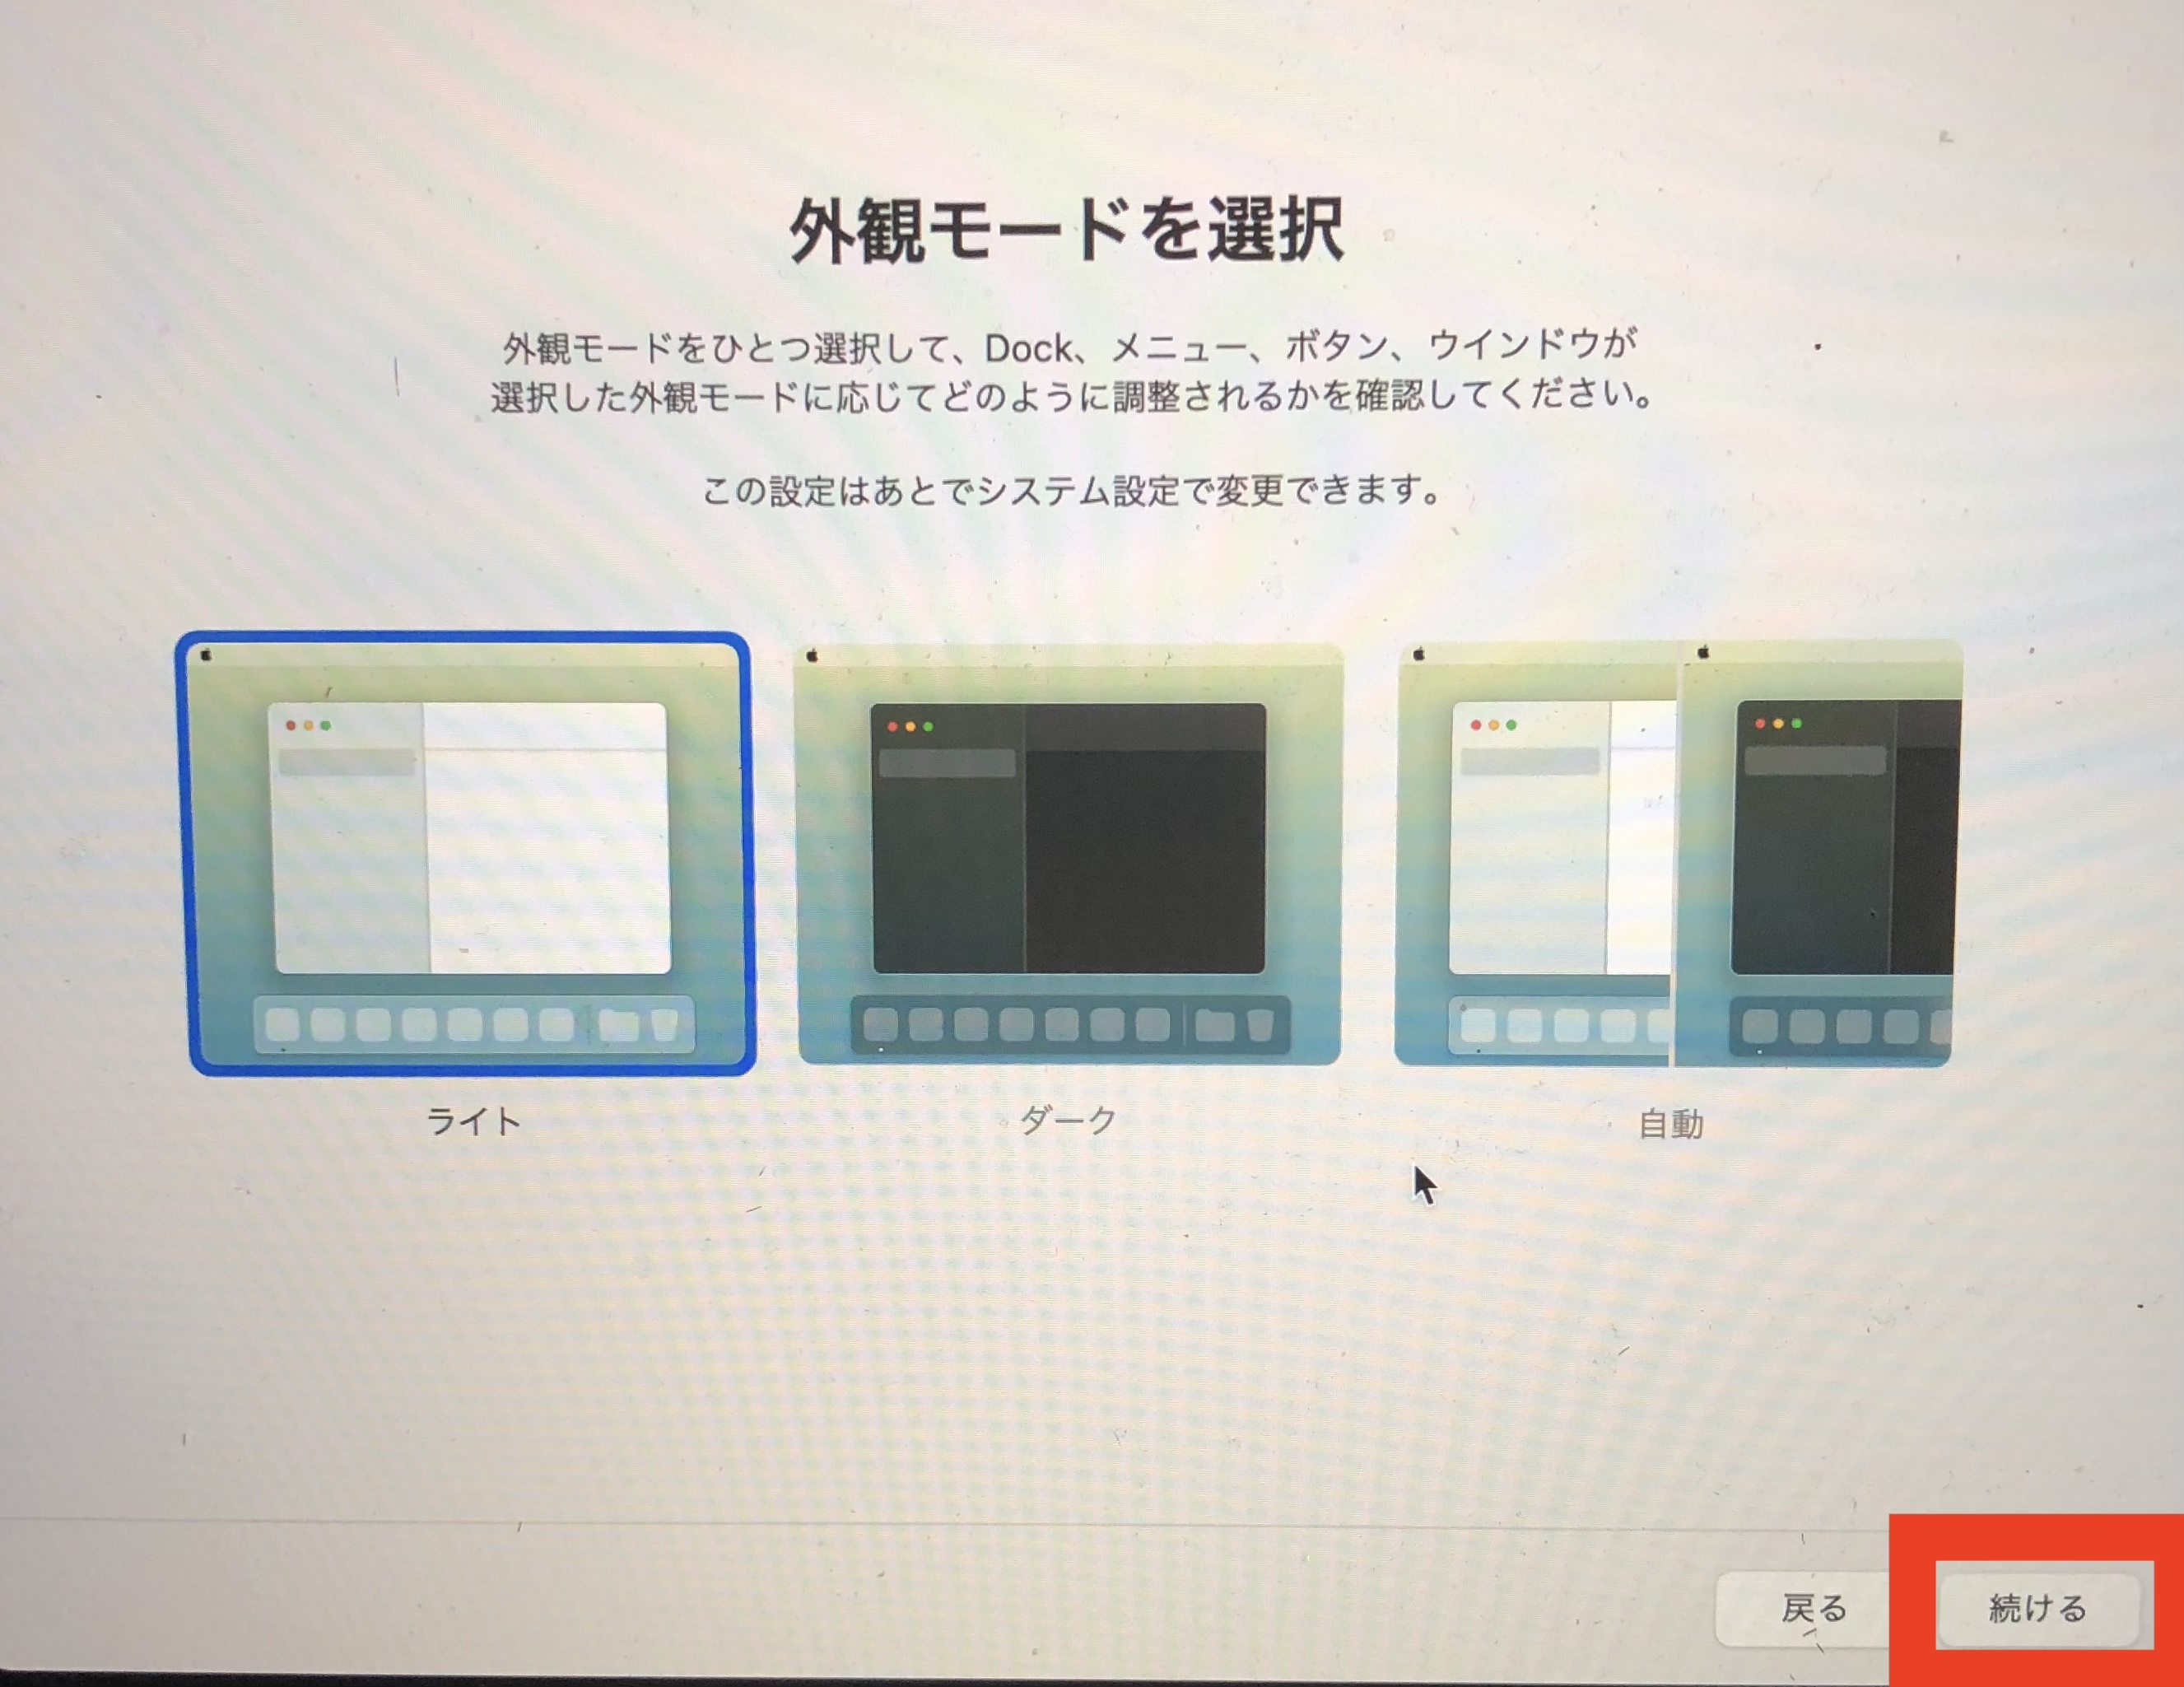 外観モードを選択
外観モードをひとつ選択して、Dock、メニュー、ボタン、ウインドウが
選択した外観モードに応じてどのように調整されるかを確認してください。
この設定はあとでシステム設定で変更できます。
ライト
ダーク
自動
戻る
続ける